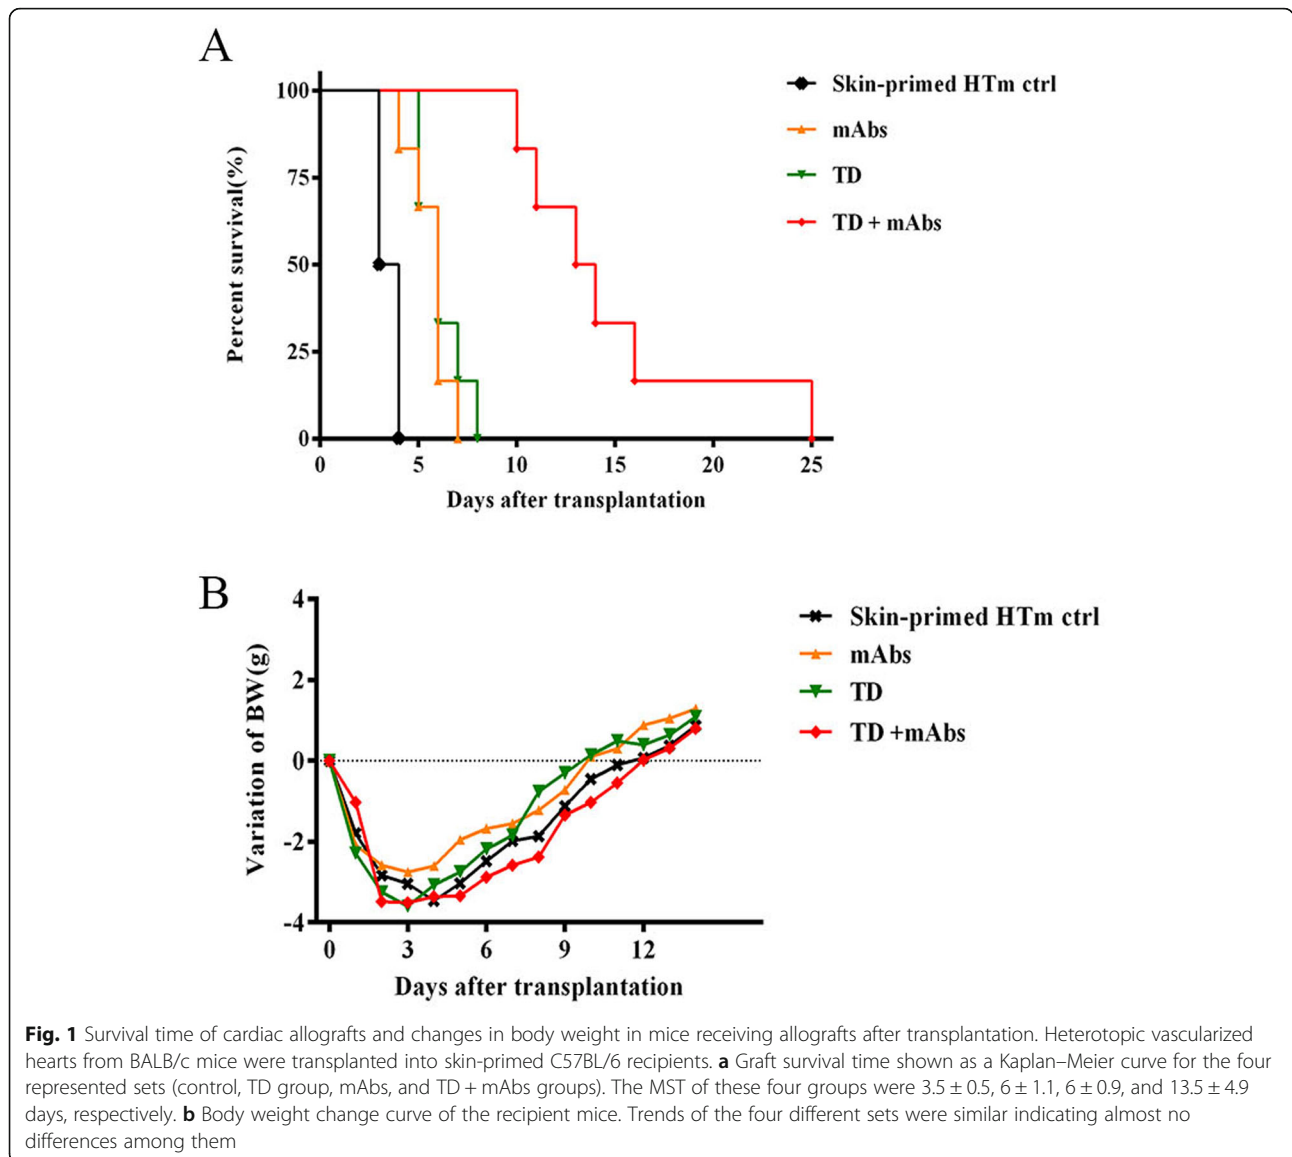 A
Skin-primed HTm ctrl
mAbs
TD
TD + mAbs
Percent survival(%)
100
75
50
25
0
0 5 10 15 20 25
Days after transplantation
B
Skin-primed HTm ctrl
mAbs
TD
TD +mAbs
Variation of BW(g)
4
2
0
-2
-4
0 3 6 9 12
Days after transplantation
Fig. 1 Survival time of cardiac allografts and changes in body weight in mice receiving allografts after transplantation. Heterotopic vascularized
hearts from BALB/c mice were transplanted into skin-primed C57BL/6 recipients. a Graft survival time shown as a Kaplan–Meier curve for the four
represented sets (control, TD group, mAbs, and TD + mAbs groups). The MST of these four groups were 3.5 ± 0.5, 6 ± 1.1, 6 ± 0.9, and 13.5 ± 4.9
days, respectively. b Body weight change curve of the recipient mice. Trends of the four different sets were similar indicating almost no
differences among them